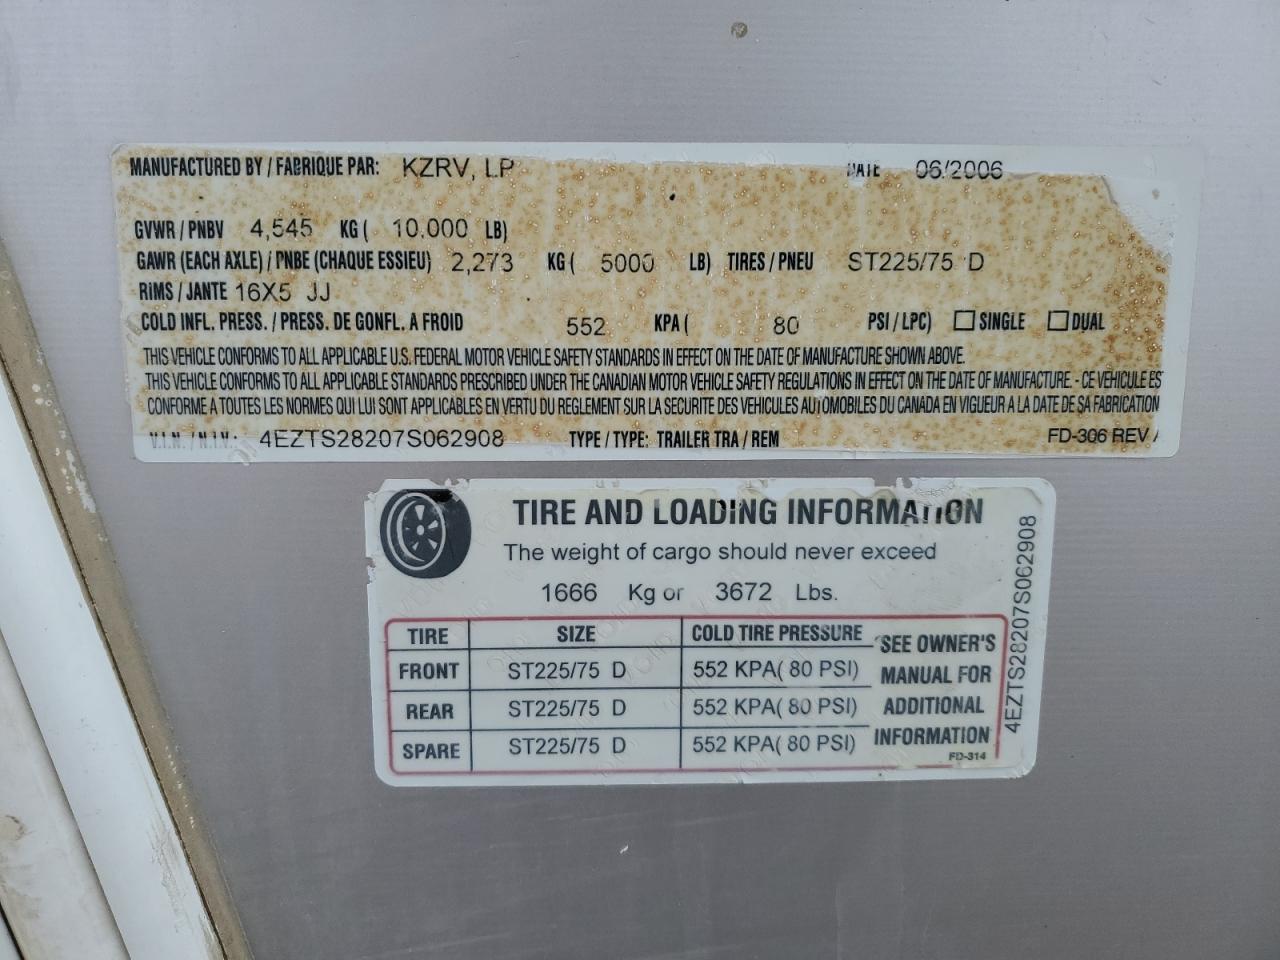 MANUFACTURED BY / FABRIQUE PAR: KZRV, LP DATE 06/2006
GVWR / PNBV 4,545 KG ( 10,000 LB)
GAWR (EACH AXLE) / PNBE (CHAQUE ESSIEU) 2,273 KG ( 5000 LB) TIRES / PNEU ST225/75 D
RIMS / JANTE 16X5 JJ
COLD INFL. PRESS. / PRESS. DE GONFL. A FROID 552 KPA ( 80 PSI / LPC) ☐ SINGLE ☐ DUAL
THIS VEHICLE CONFORMS TO ALL APPLICABLE U.S. FEDERAL MOTOR VEHICLE SAFETY STANDARDS IN EFFECT ON THE DATE OF MANUFACTURE SHOWN ABOVE.
THIS VEHICLE CONFORMS TO ALL APPLICABLE STANDARDS PRESCRIBED UNDER THE CANADIAN MOTOR VEHICLE SAFETY REGULATIONS IN EFFECT ON THE DATE OF MANUFACTURE. - CE VEHICULE ES
CONFORME A TOUTES LES NORMES QUI LUI SONT APPLICABLES EN VERTU DU REGLEMENT SUR LA SECURITE DES VEHICULES AUTOMOBILES DU CANADA EN VIGUEUR A LA DATE DE SA FABRICATION
V.I.N. / N.I.V.: 4EZTS28207S062908 TYPE / TYPE: TRAILER TRA / REM FD-306 REV
TIRE AND LOADING INFORMATION
The weight of cargo should never exceed
1666 Kg or 3672 Lbs.
TIRE SIZE COLD TIRE PRESSURE
FRONT ST225/75 D 552 KPA( 80 PSI)
REAR ST225/75 D 552 KPA( 80 PSI)
SPARE ST225/75 D 552 KPA( 80 PSI)
SEE OWNER'S
MANUAL FOR
ADDITIONAL
INFORMATION
FD-314
4EZTS28207S062908